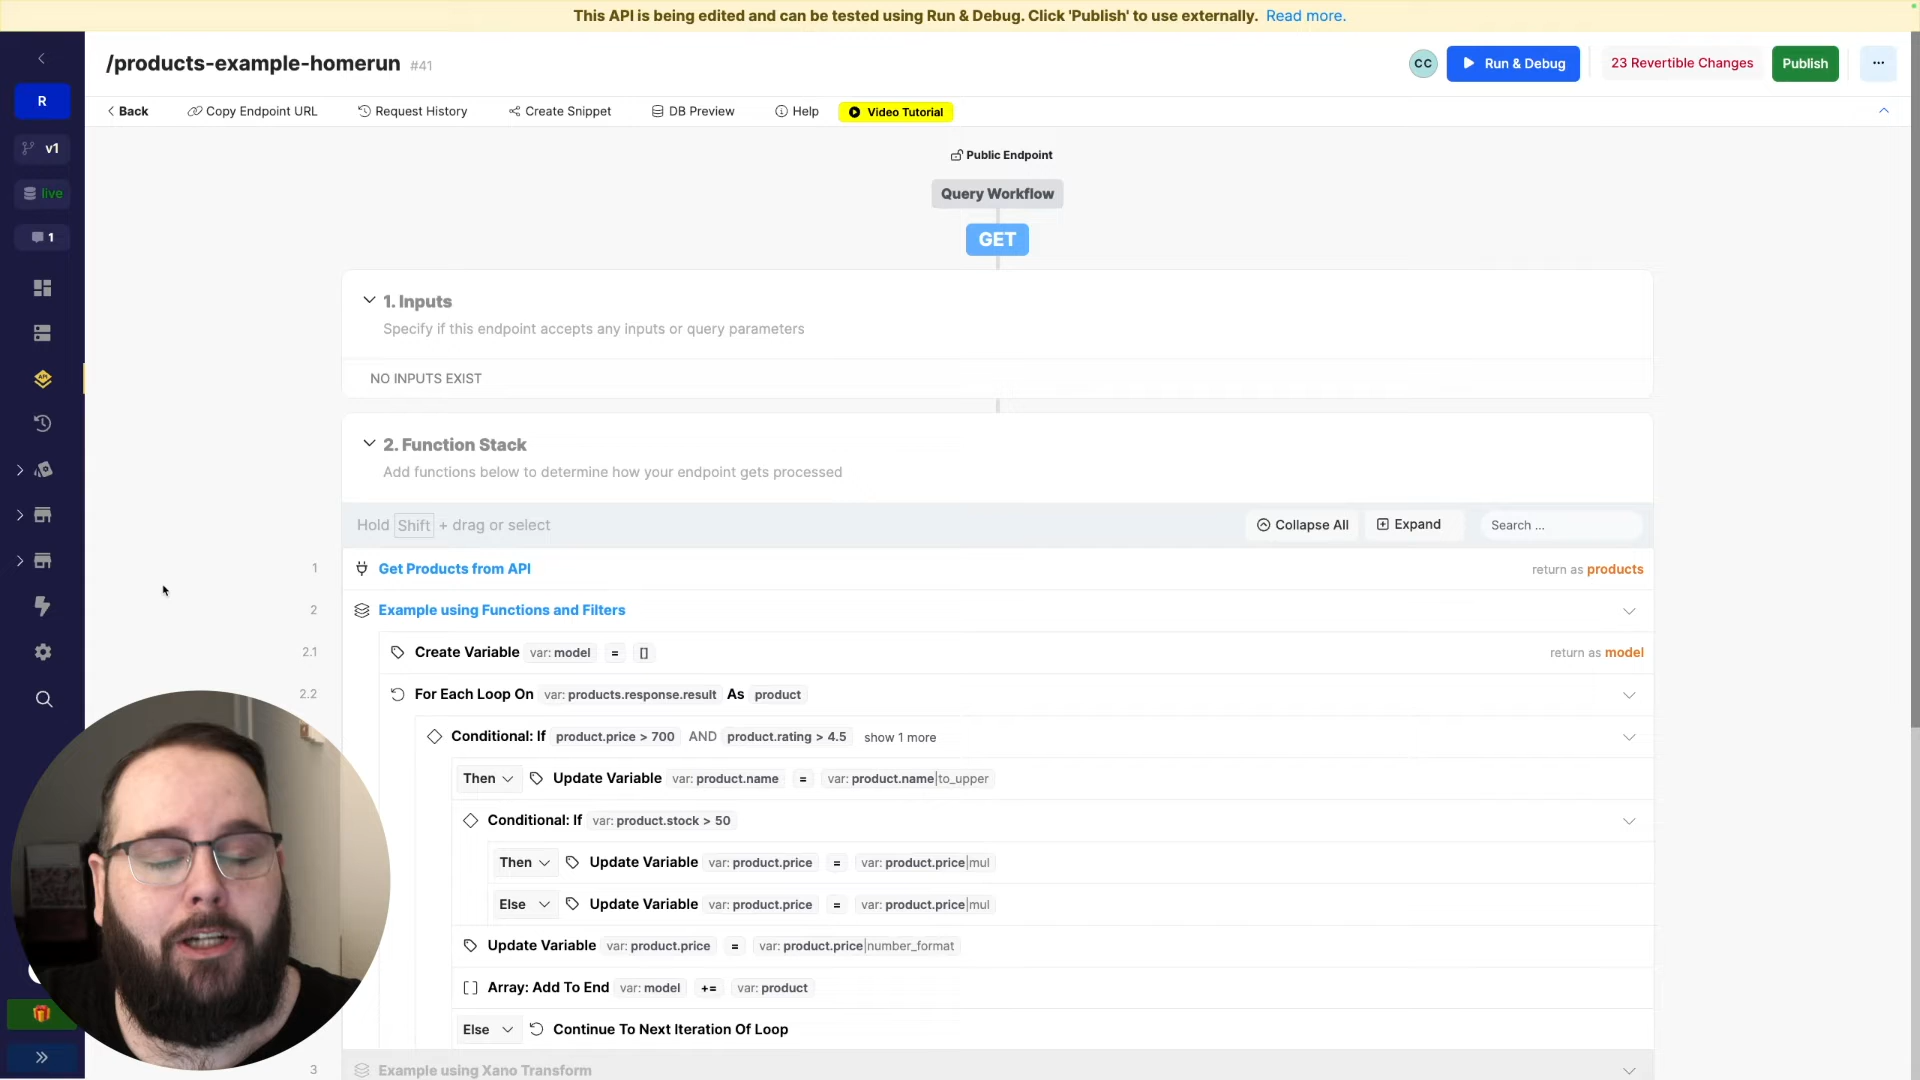 This API is being edited and can be tested using Run & Debug. Click 'Publish' to use externally. Read more.
/products-example-homerun #41
CC
Run & Debug
23 Revertible Changes
Publish
R
Back
Copy Endpoint URL
Request History
Create Snippet
DB Preview
Help
Video Tutorial
v1
live
1
Public Endpoint
Query Workflow
GET
1. Inputs
Specify if this endpoint accepts any inputs or query parameters
NO INPUTS EXIST
API
2. Function Stack
Add functions below to determine how your endpoint gets processed
Hold Shift + drag or select
Collapse All
Expand
Search ...
1 Get Products from API return as products
2 Example using Functions and Filters
2.1 Create Variable var: model = [] return as model
2.2 For Each Loop On var: products.response.result As product
Conditional: If product.price > 700 AND product.rating > 4.5 show 1 more
Then Update Variable var: product.name = var: product.name|to_upper
Conditional: If var: product.stock > 50
Then Update Variable var: product.price = var: product.price|mul
Else Update Variable var: product.price = var: product.price|mul
Update Variable var: product.price = var: product.price|number_format
[ ] Array: Add To End var: model += var: product
Else Continue To Next Iteration Of Loop
3 Example using Xano Transform